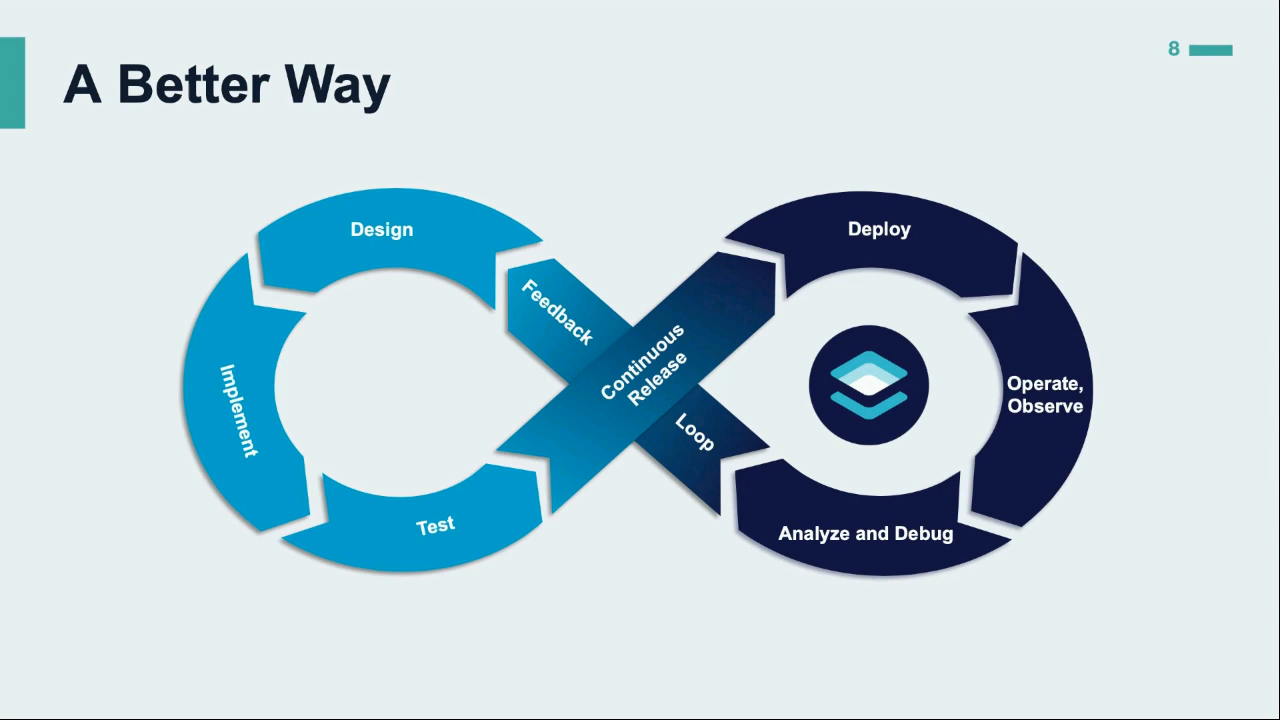 A Better Way
8
Design
Deploy
Feedback
Continuous
Release
Implement
Operate,
Observe
Loop
Test
Analyze and Debug